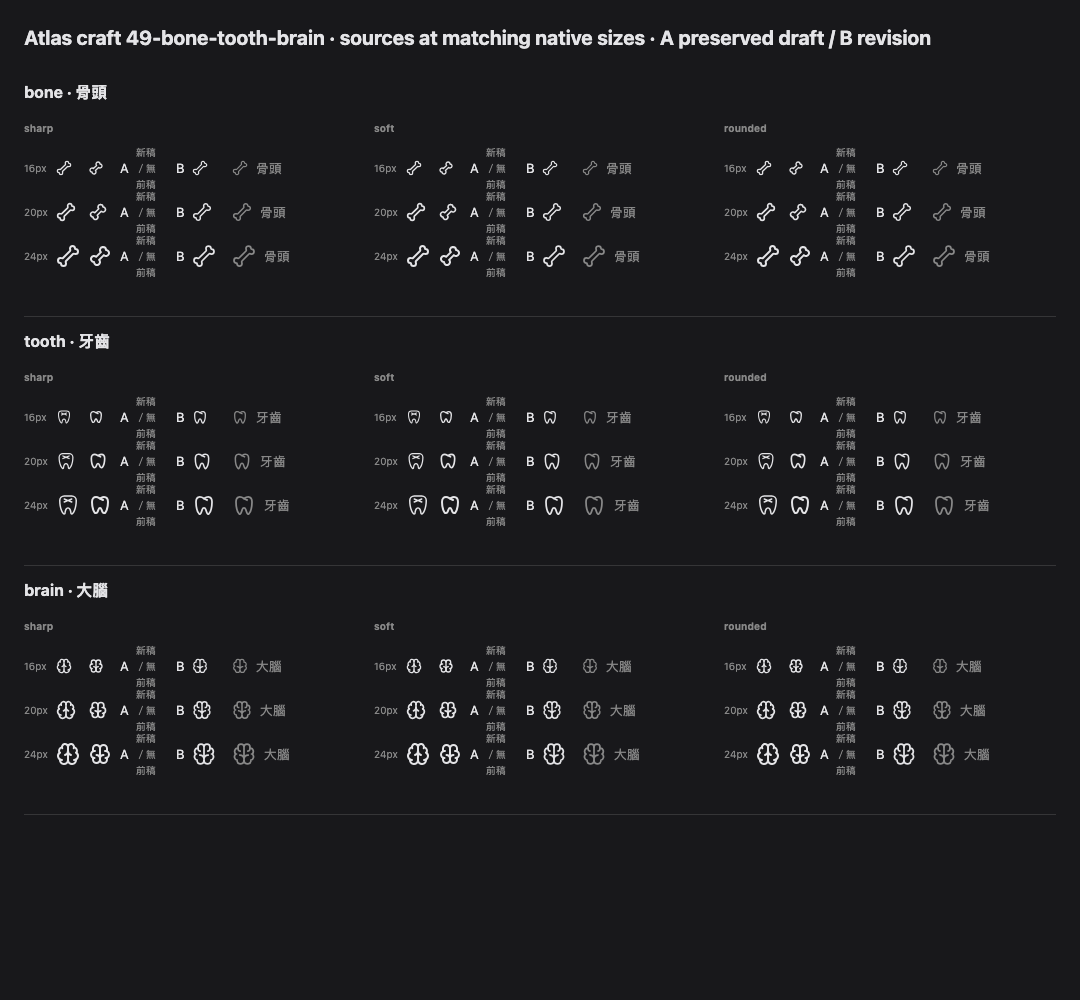 Atlas craft 49-bone-tooth-brain · sources at matching native sizes · A preserved draft / B revision
bone · 骨頭
sharp soft rounded
16px A 新稿 / 無前稿 B 骨頭 16px A 新稿 / 無前稿 B 骨頭 16px A 新稿 / 無前稿 B 骨頭
20px A 新稿 / 無前稿 B 骨頭 20px A 新稿 / 無前稿 B 骨頭 20px A 新稿 / 無前稿 B 骨頭
24px A 新稿 / 無前稿 B 骨頭 24px A 新稿 / 無前稿 B 骨頭 24px A 新稿 / 無前稿 B 骨頭
tooth · 牙齒
sharp soft rounded
16px A 新稿 / 無前稿 B 牙齒 16px A 新稿 / 無前稿 B 牙齒 16px A 新稿 / 無前稿 B 牙齒
20px A 新稿 / 無前稿 B 牙齒 20px A 新稿 / 無前稿 B 牙齒 20px A 新稿 / 無前稿 B 牙齒
24px A 新稿 / 無前稿 B 牙齒 24px A 新稿 / 無前稿 B 牙齒 24px A 新稿 / 無前稿 B 牙齒
brain · 大腦
sharp soft rounded
16px A 新稿 / 無前稿 B 大腦 16px A 新稿 / 無前稿 B 大腦 16px A 新稿 / 無前稿 B 大腦
20px A 新稿 / 無前稿 B 大腦 20px A 新稿 / 無前稿 B 大腦 20px A 新稿 / 無前稿 B 大腦
24px A 新稿 / 無前稿 B 大腦 24px A 新稿 / 無前稿 B 大腦 24px A 新稿 / 無前稿 B 大腦